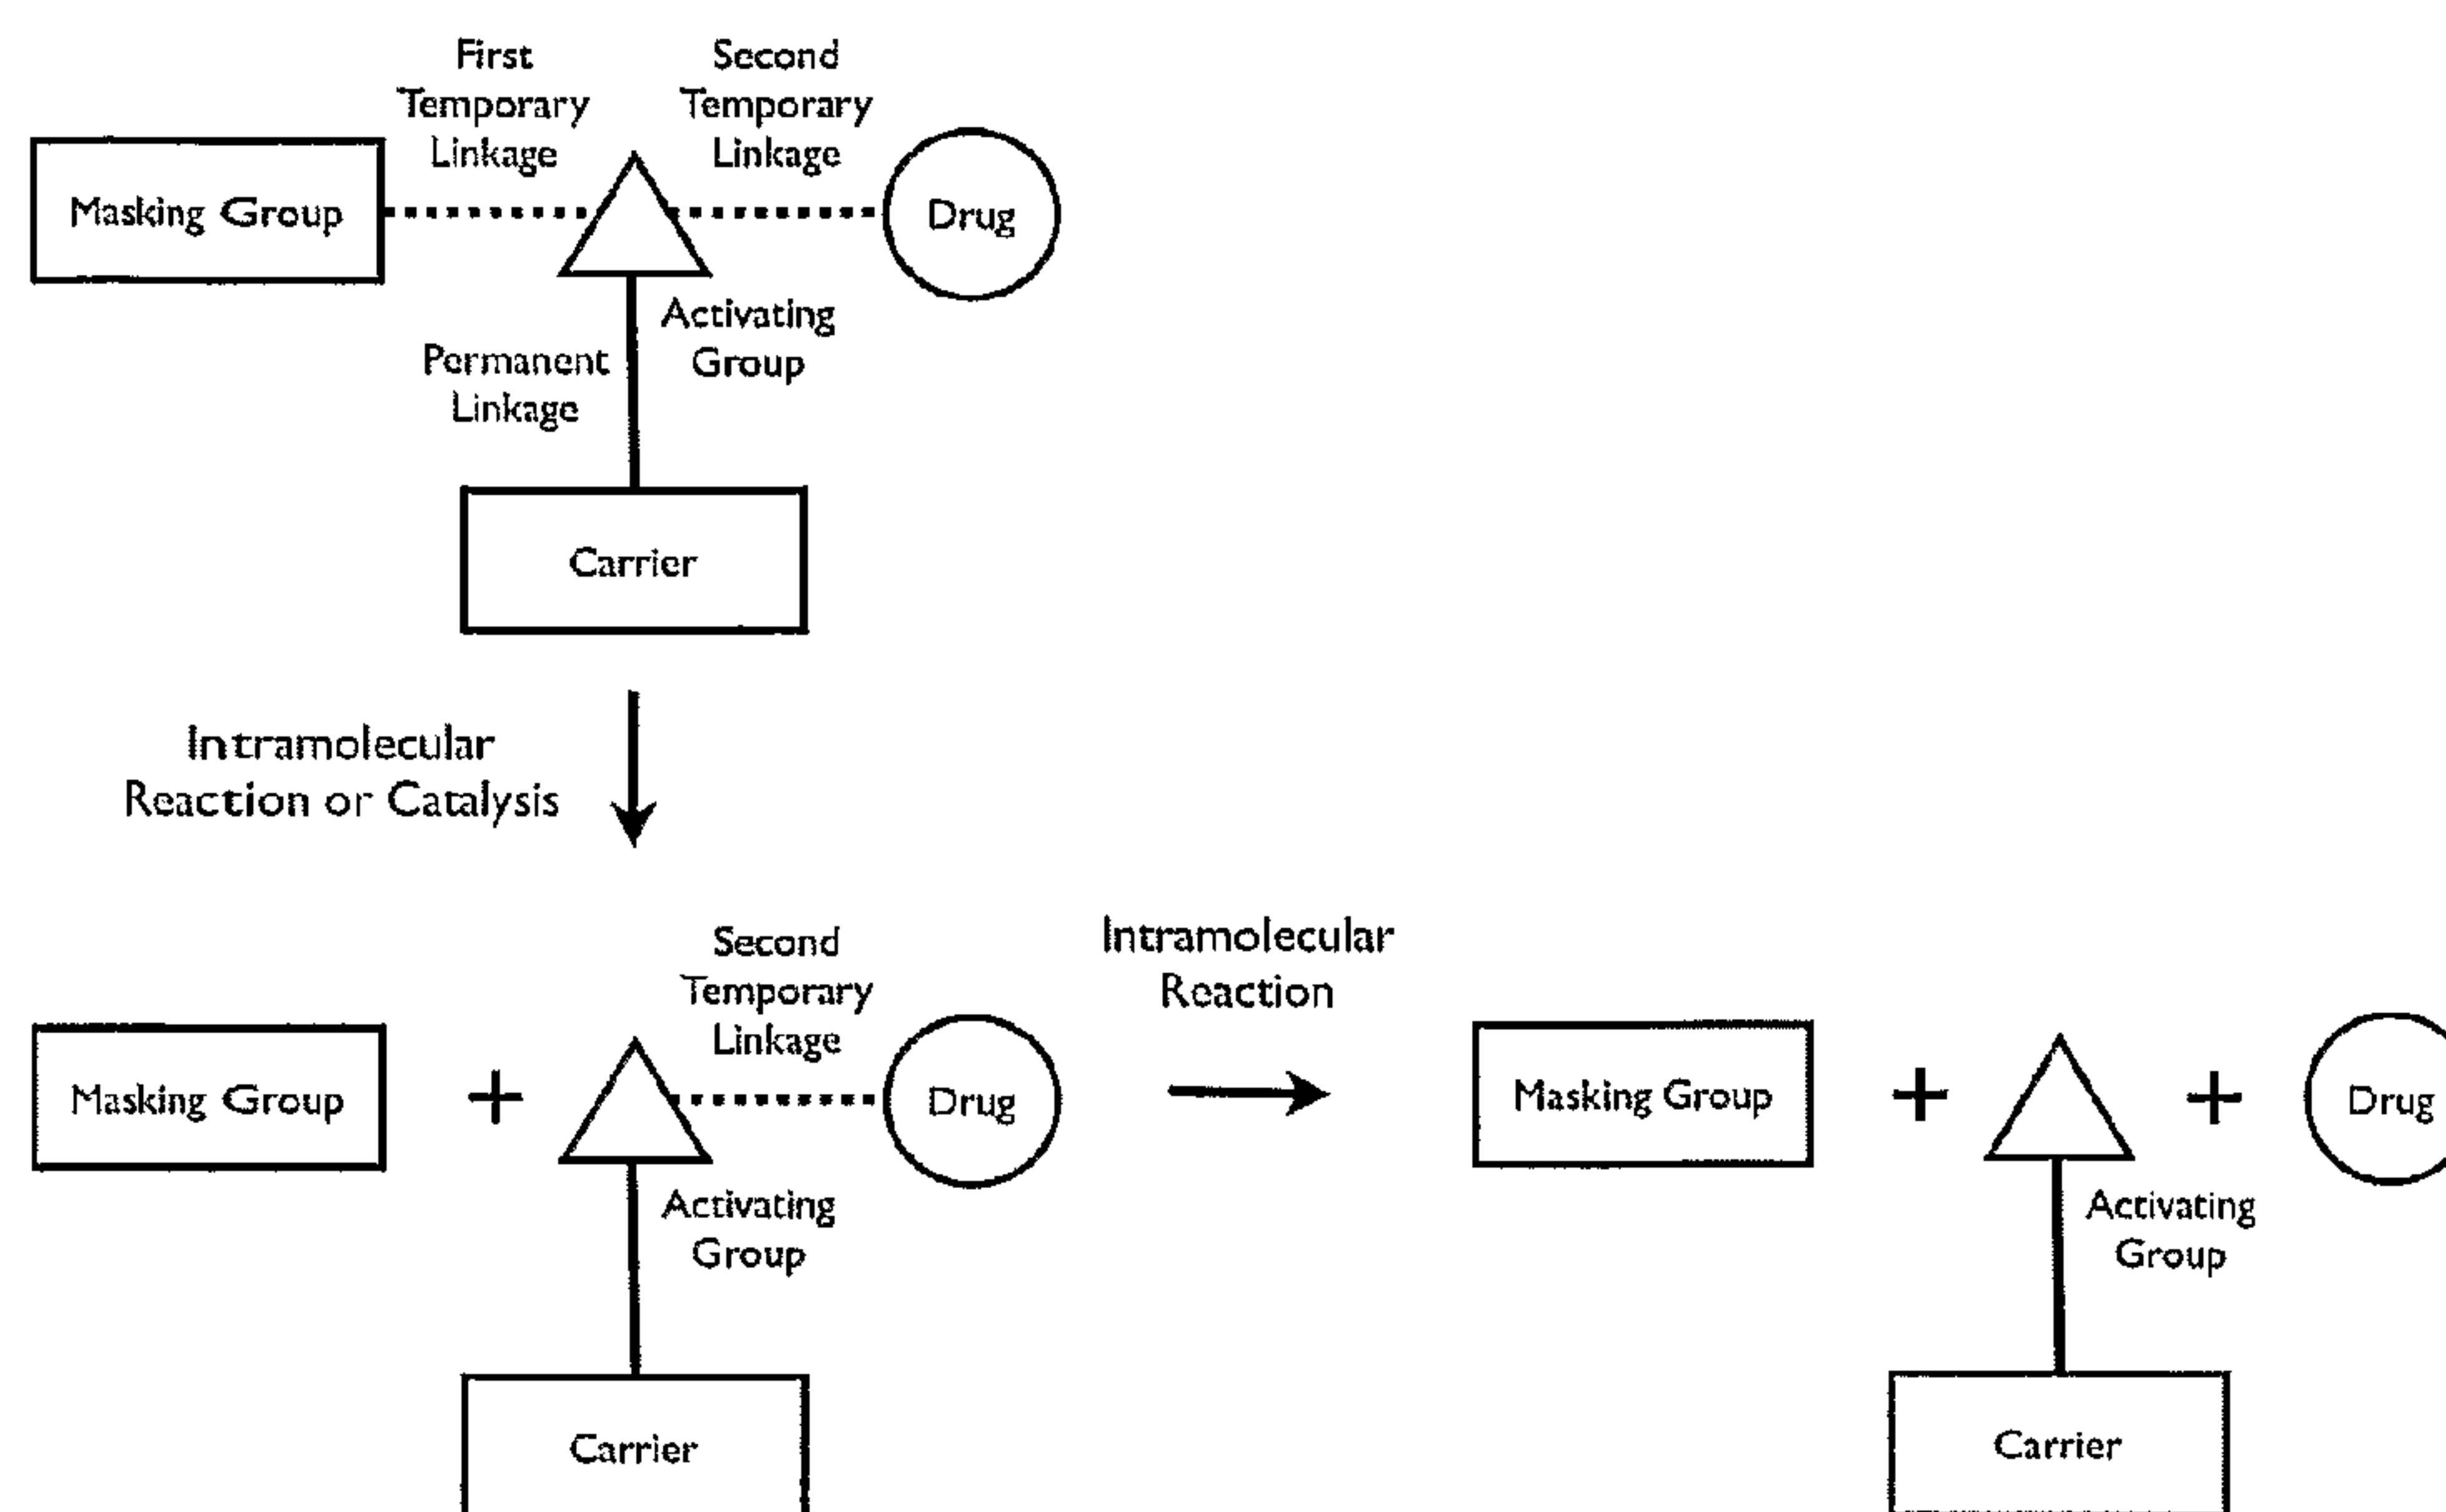 First
Temporary
Linkage
Second
Temporary
Linkage
Masking Group
Drug
Activating
Group
Permanent
Linkage
Carrier
Intramolecular
Reaction or Catalysis
Second
Temporary
Linkage
Intramolecular
Reaction
Masking Group
+
Drug
Masking Group
+
+
Drug
Activating
Group
Activating
Group
Carrier
Carrier